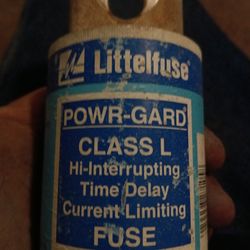 Littelfuse®
POWR-GARD®
CLASS L
Hi-Interrupting
Time Delay
Current-Limiting
FUSE